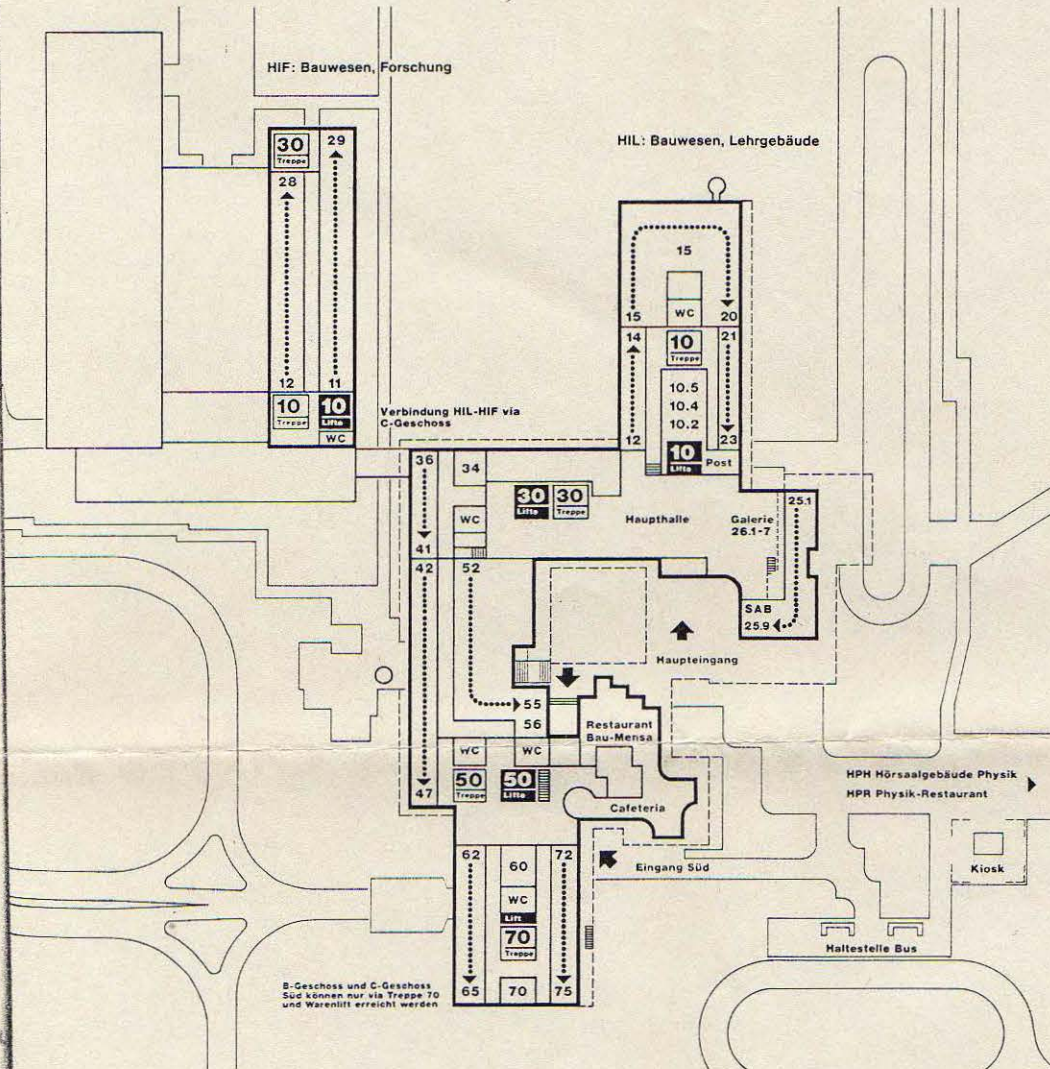 HIF: Bauwesen, Forschung
HIL: Bauwesen, Lehrgebäude
30
Treppe
29
28
12
11
10
Treppe
10
Lifte
WC
Verbindung HIL-HIF via
C-Geschoss
15
WC
15
20
14
10
Treppe
21
10.5
10.4
10.2
12
10
Lifte
23
Post
36
34
30
Lifte
30
Treppe
WC
41
Haupthalle
Galerie
26.1-7
25.1
42
52
SAB
25.9
Haupteingang
55
56
Restaurant
Bau-Mensa
WC
WC
47
50
Treppe
50
Lifte
Cafeteria
HPH Hörsaalgebäude Physik
HPR Physik-Restaurant
Eingang Süd
Kiosk
62
60
72
WC
Lift
70
Treppe
65
70
75
Haltestelle Bus
B-Geschoss und C-Geschoss
Süd können nur via Treppe 70
und Warenlift erreicht werden